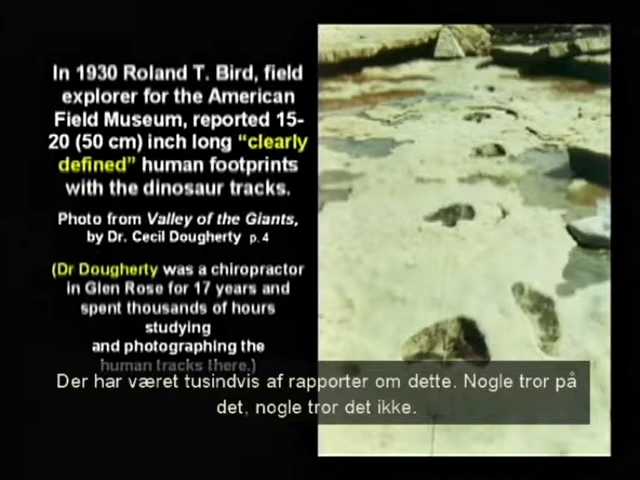 In 1930 Roland T. Bird, field
explorer for the American
Field Museum, reported 15-
20 (50 cm) inch long “clearly
defined” human footprints
with the dinosaur tracks.
Photo from Valley of the Giants,
by Dr. Cecil Dougherty p. 4
(Dr Dougherty was a chiropractor
in Glen Rose for 17 years and
spent thousands of hours
studying
and photographing the
human tracks there.)
Der har været tusindvis af rapporter om dette. Nogle tror på
det, nogle tror det ikke.